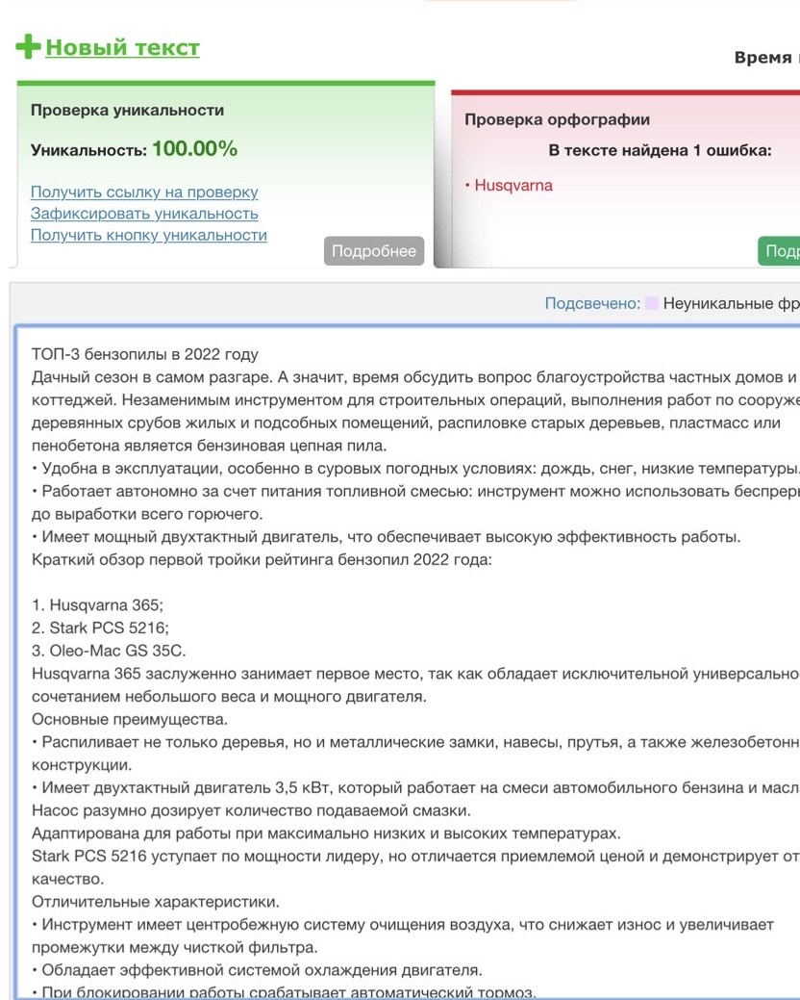 Новый текст
Время
Проверка уникальности
Уникальность: 100.00%
Получить ссылку на проверку
Зафиксировать уникальность
Получить кнопку уникальности
Подробнее
Проверка орфографии
В тексте найдена 1 ошибка:
• Husqvarna
Подсвечено: Неуникальные
ТОП-3 бензопилы в 2022 году
Дачный сезон в самом разгаре. А значит, время обсудить вопрос благоустройства частных домов и
коттеджей. Незаменимым инструментом для строительных операций, выполнения работ по
деревянных срубов жилых и подсобных помещений, распиловке старых деревьев, пластмасс или
пенобетона является бензиновая цепная пила.
• Удобна в эксплуатации, особенно в суровых погодных условиях: дождь, снег, низкие температуры.
• Работает автономно за счет питания топливной смесью: инструмент можно использовать
до выработки всего горючего.
• Имеет мощный двухтактный двигатель, что обеспечивает высокую эффективность работы.
Краткий обзор первой тройки рейтинга бензопил 2022 года:
1. Husqvarna 365;
2. Stark PCS 5216;
3. Oleo-Mac GS 35C.
Husqvarna 365 заслуженно занимает первое место, так как обладает исключительной
сочетанием небольшого веса и мощного двигателя.
Основные преимущества.
• Распиливает не только деревья, но и металлические замки, навесы, прутья, а также
конструкции.
• Имеет двухтактный двигатель 3,5 кВт, который работает на смеси автомобильного бензина и
Насос разумно дозирует количество подаваемой смазки.
Адаптирована для работы при максимально низких и высоких температурах.
Stark PCS 5216 уступает по мощности лидеру, но отличается приемлемой ценой и демонстрирует
качество.
Отличительные характеристики.
• Инструмент имеет центробежную систему очищения воздуха, что снижает износ и увеличивает
промежутки между чисткой фильтра.
• Обладает эффективной системой охлаждения двигателя.
• При блокировании работы срабатывает автоматический тормоз.